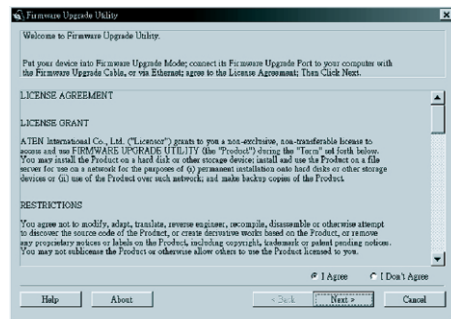 Firmware Upgrade Utility
Welcome to Firmware Upgrade Utility.
Put your device into Firmware Upgrade Mode; connect its Firmware Upgrade Port to your computer with
the Firmware Upgrade Cable, or via Ethernet; agree to the License Agreement; Then Click Next.
LICENSE AGREEMENT
LICENSE GRANT
ATEN International Co., Ltd. ("Licensor") grants to you a non-exclusive, non-transferable license to
access and use FIRMWARE UPGRADE UTILITY (the "Product") during the "Term" set forth below.
You may install the Product on a hard disk or other storage device; install and use the Product on a file
server for use on a network for the purposes of (i) permanent installation onto hard disks or other storage
devices or (ii) use of the Product over such network; and make backup copies of the Product.
RESTRICTIONS
You agree not to modify, adapt, translate, reverse engineer, decompile, disassemble or otherwise attempt
to discover the source code of the Product, or create derivative works based on the Product, or remove
any proprietary notices or labels on the Product, including copyright, trademark or patent pending notices.
You may not sublicense the Product or otherwise allow others to use the Product licensed to you.
I Agree I Don't Agree
Help About < Back Next > Cancel